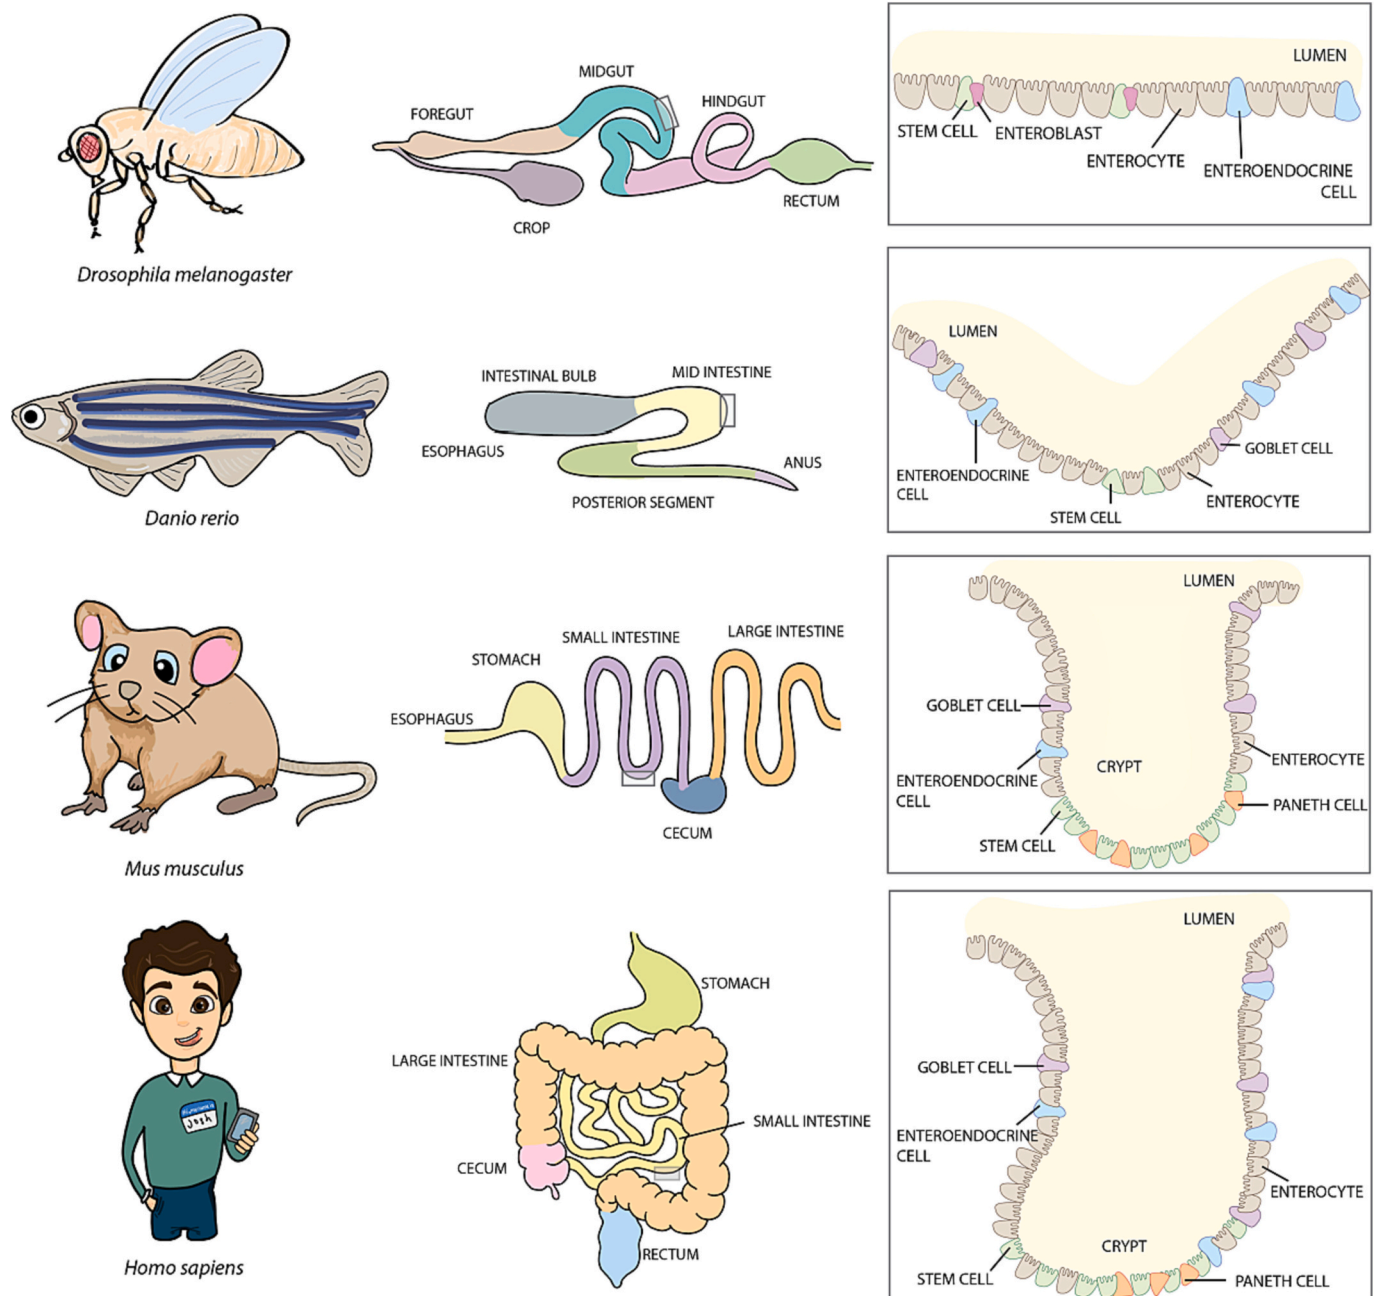 MIDGUT
HINDGUT
FOREGUT
CROP
RECTUM
Drosophila melanogaster
LUMEN
STEM CELL
ENTEROBLAST
ENTEROCYTE
ENTEROENDOCRINE
CELL
INTESTINAL BULB
MID INTESTINE
ESOPHAGUS
ANUS
POSTERIOR SEGMENT
Danio rerio
LUMEN
ENTEROENDOCRINE
CELL
GOBLET CELL
ENTEROCYTE
STEM CELL
SMALL INTESTINE
LARGE INTESTINE
STOMACH
ESOPHAGUS
CECUM
Mus musculus
LUMEN
GOBLET CELL
ENTEROENDOCRINE
CELL
CRYPT
ENTEROCYTE
PANETH CELL
STEM CELL
Josh
STOMACH
LARGE INTESTINE
SMALL INTESTINE
CECUM
RECTUM
Homo sapiens
LUMEN
GOBLET CELL
ENTEROENDOCRINE
CELL
ENTEROCYTE
CRYPT
STEM CELL
PANETH CELL